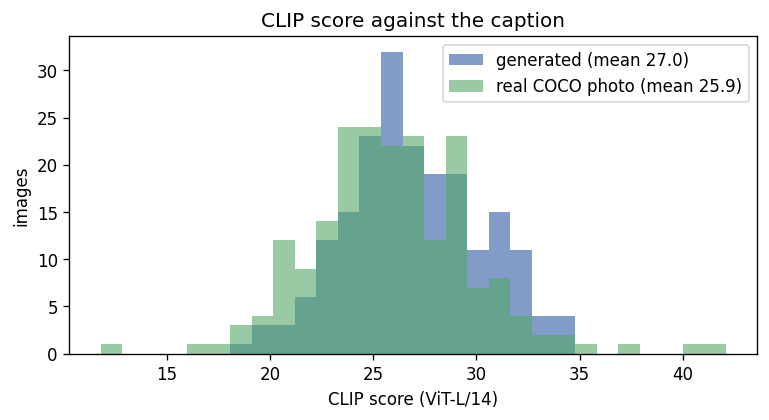 CLIP score against the caption
generated (mean 27.0)
real COCO photo (mean 25.9)
images
30
25
20
15
10
5
0
15
20
25
30
35
40
CLIP score (ViT-L/14)